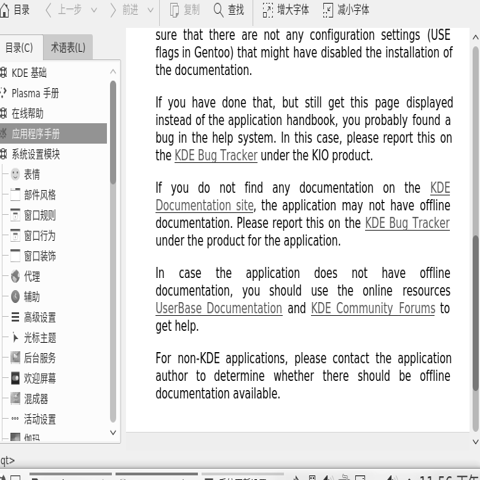 目录 上一步 前进 复制 查找 增大字体 减小字体
目录(C) 术语表(L)
KDE 基础
Plasma 手册
在线帮助
应用程序手册
系统设置模块
表情
部件风格
窗口规则
窗口行为
窗口装饰
代理
辅助
高级设置
光标主题
后台服务
欢迎屏幕
混成器
活动设置
伽玛
sure that there are not any configuration settings (USE
flags in Gentoo) that might have disabled the installation of
the documentation.
If you have done that, but still get this page displayed
instead of the application handbook, you probably found a
bug in the help system. In this case, please report this on
the KDE Bug Tracker under the KIO product.
If you do not find any documentation on the KDE
Documentation site, the application may not have offline
documentation. Please report this on the KDE Bug Tracker
under the product for the application.
In case the application does not have offline
documentation, you should use the online resources
UserBase Documentation and KDE Community Forums to
get help.
For non-KDE applications, please contact the application
author to determine whether there should be offline
documentation available.
gt>